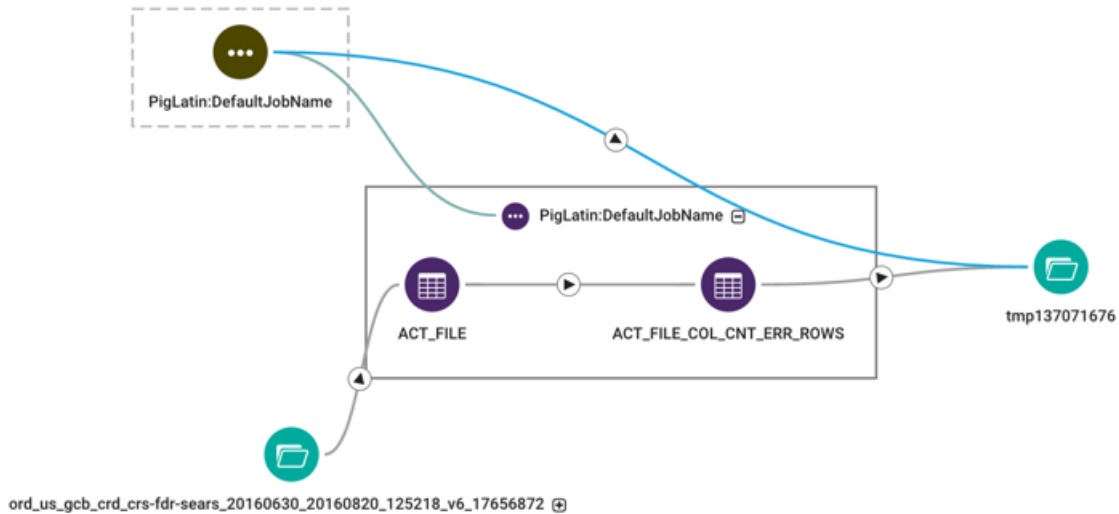 PigLatin:DefaultJobName
PigLatin:DefaultJobName
ACT_FILE
ACT_FILE_COL_CNT_ERR_ROWS
tmp137071676
ord_us_gcb_crd_crs-fdr-sears_20160630_20160820_125218_v6_17656872